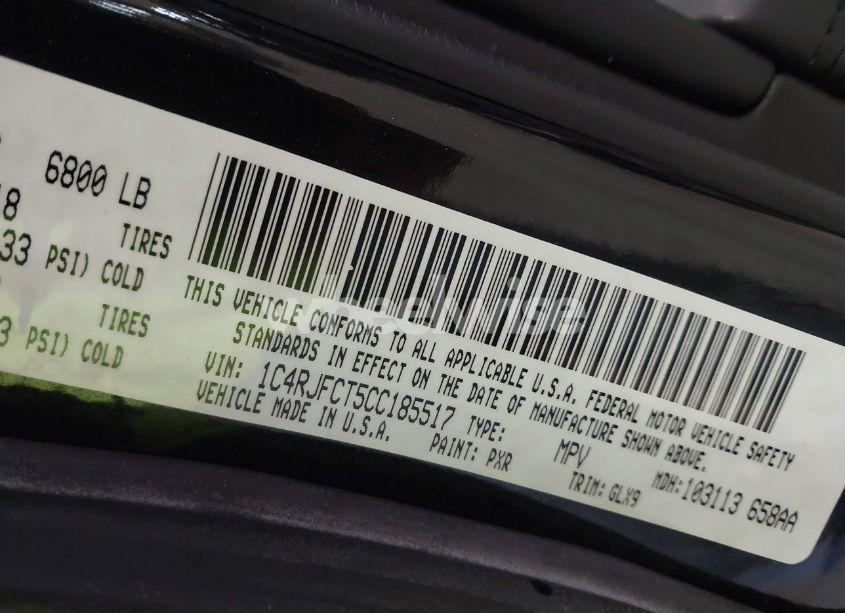 6800 LB
8
33 PSI) COLD
TIRES
3 PSI) COLD
TIRES
THIS VEHICLE CONFORMS TO ALL APPLICABLE U.S.A. FEDERAL MOTOR VEHICLE SAFETY
STANDARDS IN EFFECT ON THE DATE OF MANUFACTURE SHOWN ABOVE.
VIN: 1C4RJFCT5CC185517 TYPE: MPV MDH:103113 658AA
VEHICLE MADE IN U.S.A. PAINT: PXR TRIM: GLX9
wheelwise